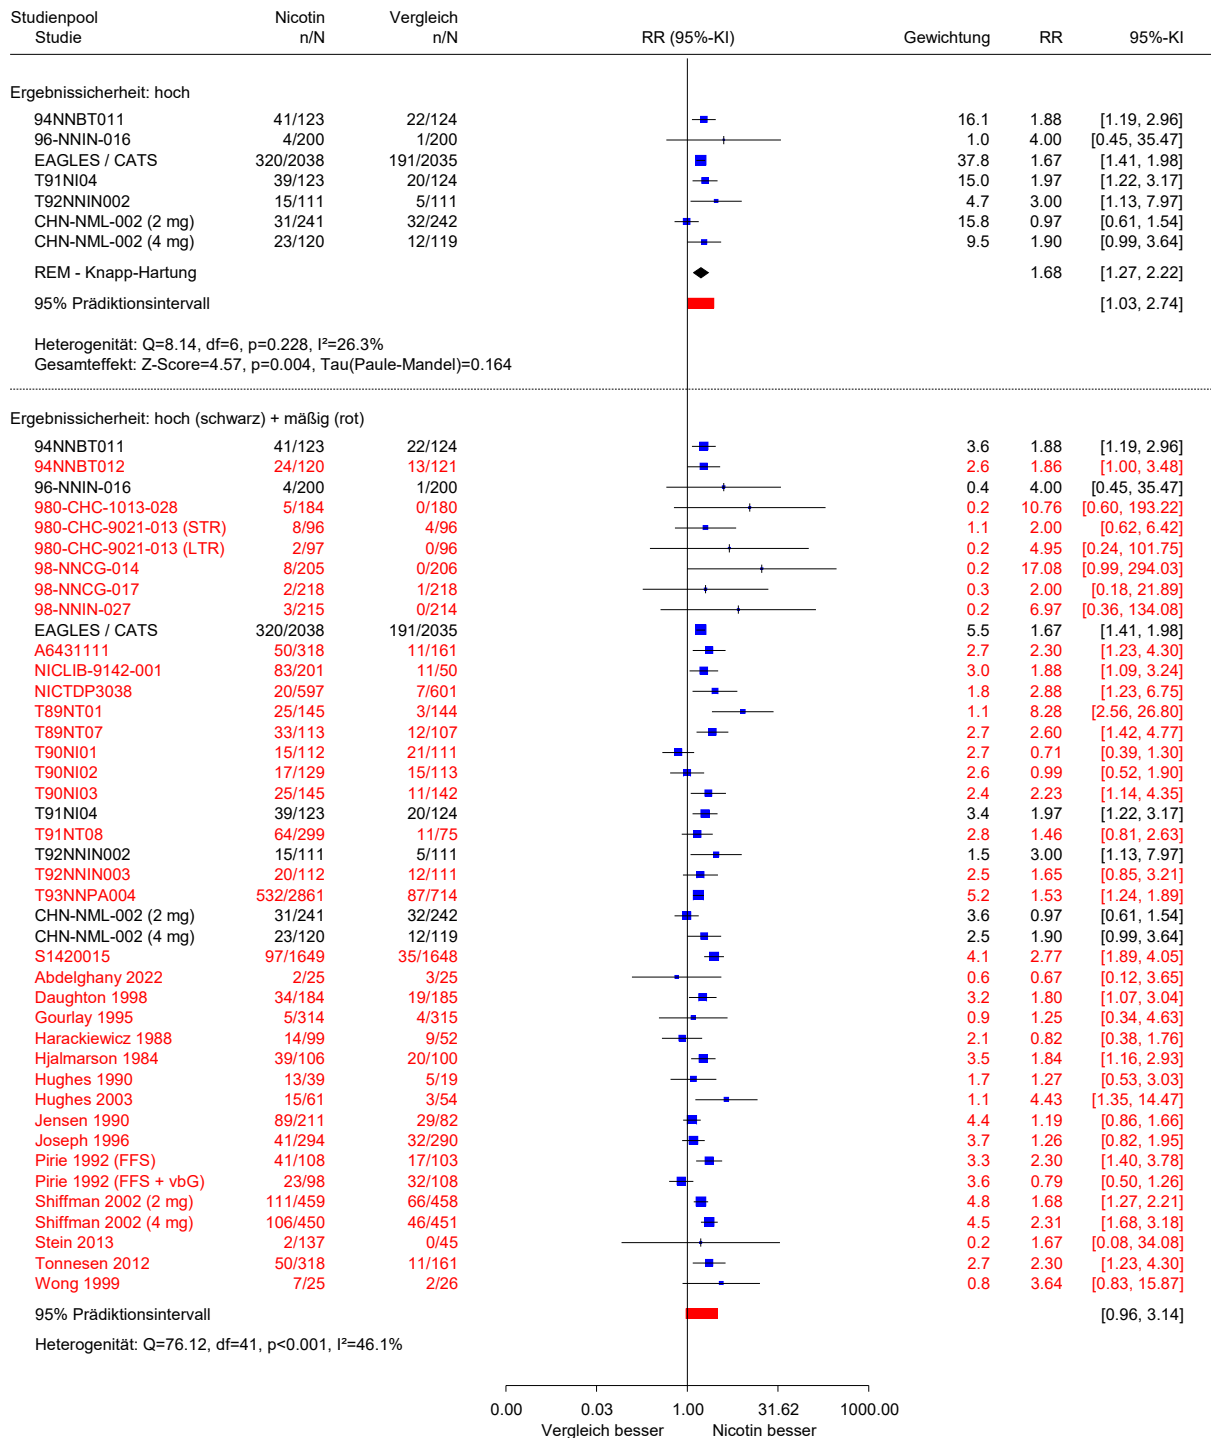 Studienpool Nicotin Vergleich
Studie n/N n/N RR (95%-KI) Gewichtung RR 95%-KI
Ergebnissicherheit: hoch
94NNBT011 41/123 22/124 16.1 1.88 [1.19, 2.96]
96-NNIN-016 4/200 1/200 1.0 4.00 [0.45, 35.47]
EAGLES / CATS 320/2038 191/2035 37.8 1.67 [1.41, 1.98]
T91NI04 39/123 20/124 15.0 1.97 [1.22, 3.17]
T92NNIN002 15/111 5/111 4.7 3.00 [1.13, 7.97]
CHN-NML-002 (2 mg) 31/241 32/242 15.8 0.97 [0.61, 1.54]
CHN-NML-002 (4 mg) 23/120 12/119 9.5 1.90 [0.99, 3.64]
REM - Knapp-Hartung 1.68 [1.27, 2.22]
95% Prädiktionsintervall [1.03, 2.74]
Heterogenität: Q=8.14, df=6, p=0.228, I²=26.3%
Gesamteffekt: Z-Score=4.57, p=0.004, Tau(Paule-Mandel)=0.164
Ergebnissicherheit: hoch (schwarz) + mäßig (rot)
94NNBT011 41/123 22/124 3.6 1.88 [1.19, 2.96]
94NNBT012 24/120 13/121 2.6 1.86 [1.00, 3.48]
96-NNIN-016 4/200 1/200 0.4 4.00 [0.45, 35.47]
980-CHC-1013-028 5/184 0/180 0.2 10.76 [0.60, 193.22]
980-CHC-9021-013 (STR) 8/96 4/96 1.1 2.00 [0.62, 6.42]
980-CHC-9021-013 (LTR) 2/97 0/96 0.2 4.95 [0.24, 101.75]
98-NNCG-014 8/205 0/206 0.2 17.08 [0.99, 294.03]
98-NNCG-017 2/218 1/218 0.3 2.00 [0.18, 21.89]
98-NNIN-027 3/215 0/214 0.2 6.97 [0.36, 134.08]
EAGLES / CATS 320/2038 191/2035 5.5 1.67 [1.41, 1.98]
A6431111 50/318 11/161 2.7 2.30 [1.23, 4.30]
NICLIB-9142-001 83/201 11/50 3.0 1.88 [1.09, 3.24]
NICTDP3038 20/597 7/601 1.8 2.88 [1.23, 6.75]
T89NT01 25/145 3/144 1.1 8.28 [2.56, 26.80]
T89NT07 33/113 12/107 2.7 2.60 [1.42, 4.77]
T90NI01 15/112 21/111 2.7 0.71 [0.39, 1.30]
T90NI02 17/129 15/113 2.6 0.99 [0.52, 1.90]
T90NI03 25/145 11/142 2.4 2.23 [1.14, 4.35]
T91NI04 39/123 20/124 3.4 1.97 [1.22, 3.17]
T91NT08 64/299 11/75 2.8 1.46 [0.81, 2.63]
T92NNIN002 15/111 5/111 1.5 3.00 [1.13, 7.97]
T92NNIN003 20/112 12/111 2.5 1.65 [0.85, 3.21]
T93NNPA004 532/2861 87/714 5.2 1.53 [1.24, 1.89]
CHN-NML-002 (2 mg) 31/241 32/242 3.6 0.97 [0.61, 1.54]
CHN-NML-002 (4 mg) 23/120 12/119 2.5 1.90 [0.99, 3.64]
S1420015 97/1649 35/1648 4.1 2.77 [1.89, 4.05]
Abdelghany 2022 2/25 3/25 0.6 0.67 [0.12, 3.65]
Daughton 1998 34/184 19/185 3.2 1.80 [1.07, 3.04]
Gourlay 1995 5/314 4/315 0.9 1.25 [0.34, 4.63]
Harackiewicz 1988 14/99 9/52 2.1 0.82 [0.38, 1.76]
Hjalmarson 1984 39/106 20/100 3.5 1.84 [1.16, 2.93]
Hughes 1990 13/39 5/19 1.7 1.27 [0.53, 3.03]
Hughes 2003 15/61 3/54 1.1 4.43 [1.35, 14.47]
Jensen 1990 89/211 29/82 4.4 1.19 [0.86, 1.66]
Joseph 1996 41/294 32/290 3.7 1.26 [0.82, 1.95]
Pirie 1992 (FFS) 41/108 17/103 3.3 2.30 [1.40, 3.78]
Pirie 1992 (FFS + vbG) 23/98 32/108 3.6 0.79 [0.50, 1.26]
Shiffman 2002 (2 mg) 111/459 66/458 4.8 1.68 [1.27, 2.21]
Shiffman 2002 (4 mg) 106/450 46/451 4.5 2.31 [1.68, 3.18]
Stein 2013 2/137 0/45 0.2 1.67 [0.08, 34.08]
Tonnesen 2012 50/318 11/161 2.7 2.30 [1.23, 4.30]
Wong 1999 7/25 2/26 0.8 3.64 [0.83, 15.87]
95% Prädiktionsintervall [0.96, 3.14]
Heterogenität: Q=76.12, df=41, p<0.001, I²=46.1%
0.00 0.03 1.00 31.62 1000.00
Vergleich besser Nicotin besser